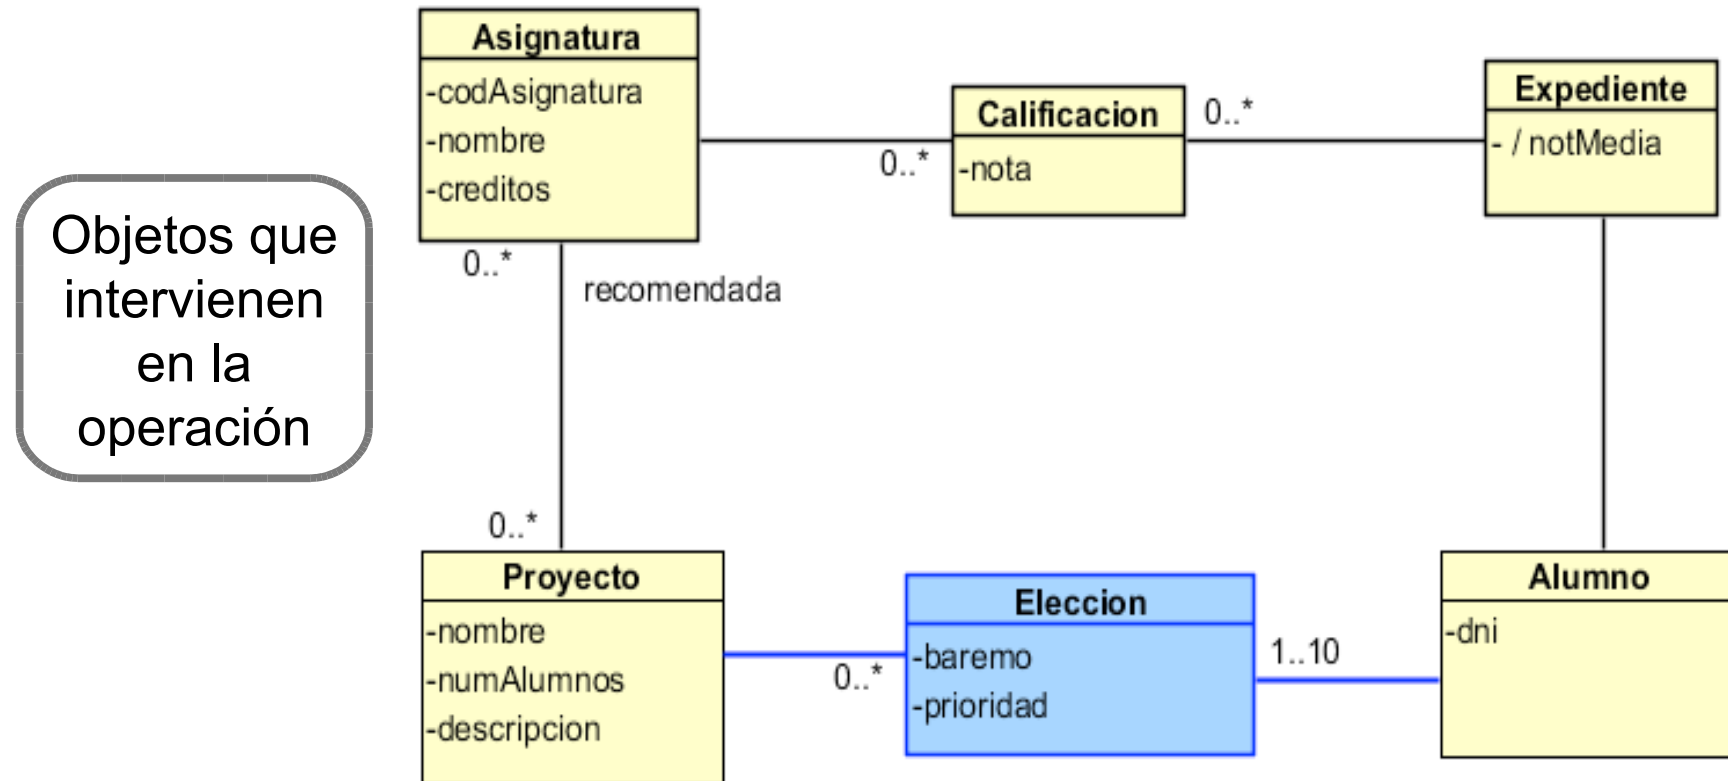 Objetos que
intervienen
en la
operación
Asignatura
-codAsignatura
-nombre
-creditos
0..*
recomendada
0..*
Calificacion
-nota
0..*
0..*
Expediente
- / notMedia
Proyecto
-nombre
-numAlumnos
-descripcion
0..*
Eleccion
-baremo
-prioridad
1..10
Alumno
-dni